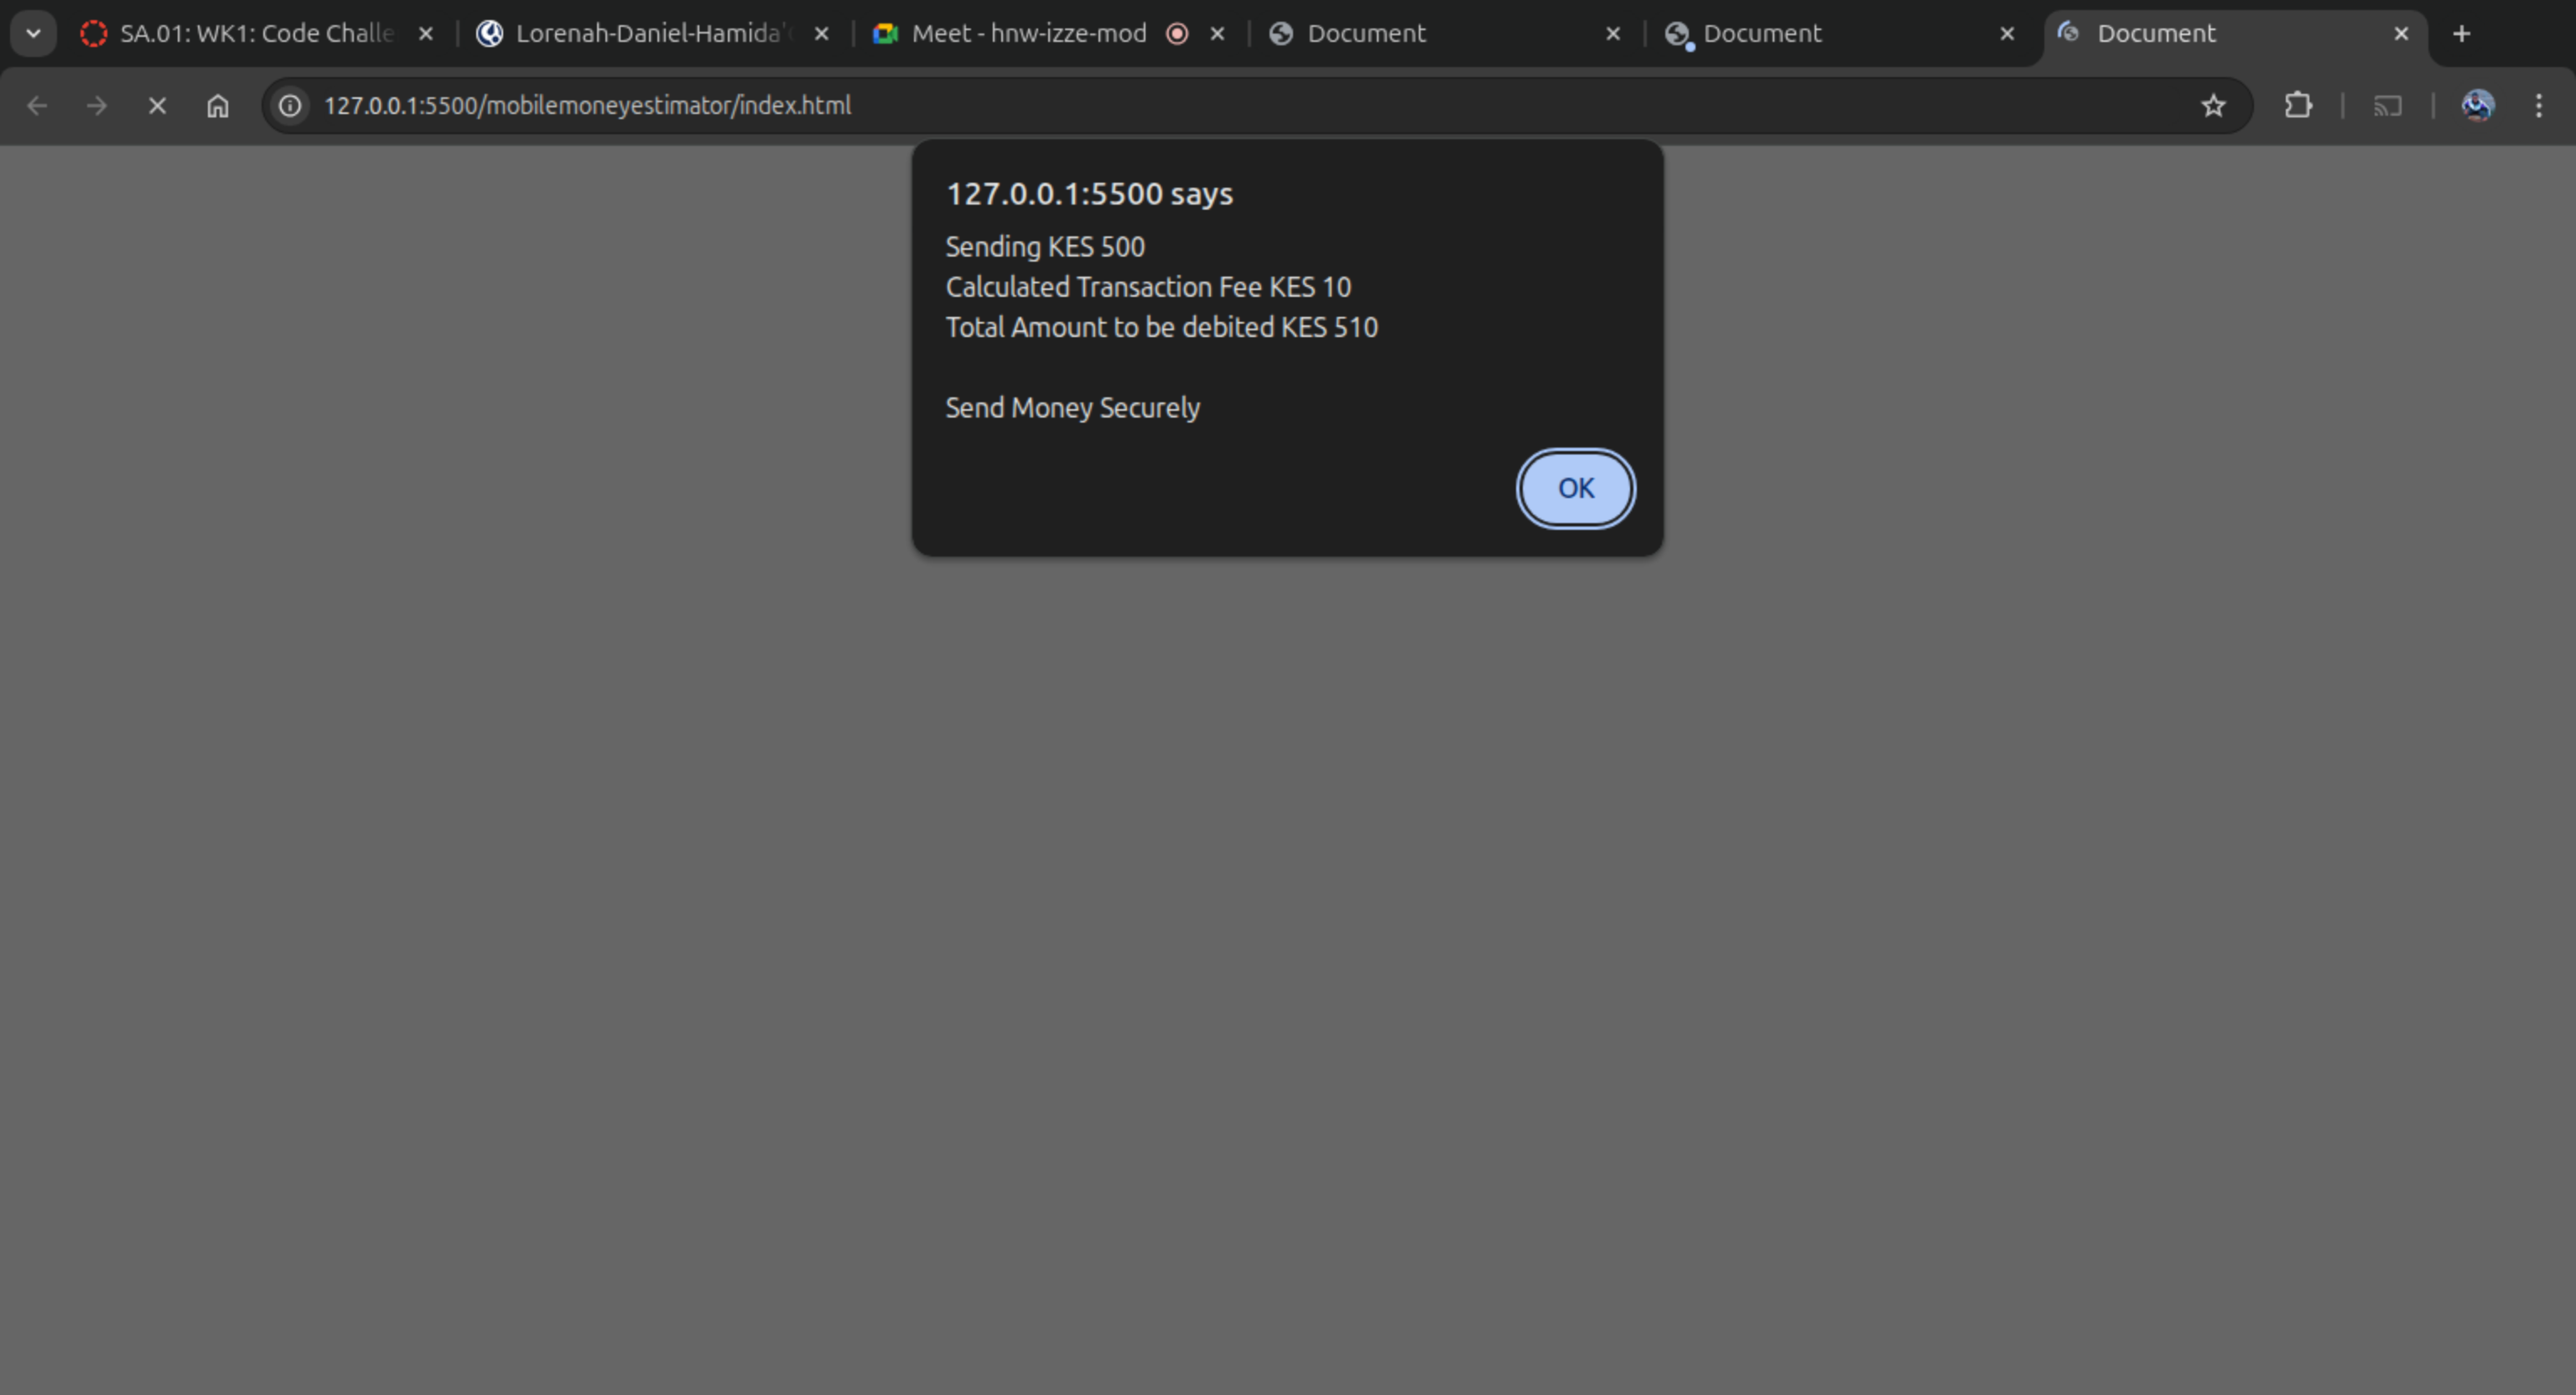 SA.01: WK1: Code Challe
Lorenah-Daniel-Hamida'
Meet - hnw-izze-mod
Document
Document
Document
127.0.0.1:5500/mobilemoneyestimator/index.html
127.0.0.1:5500 says
Sending KES 500
Calculated Transaction Fee KES 10
Total Amount to be debited KES 510
Send Money Securely
OK